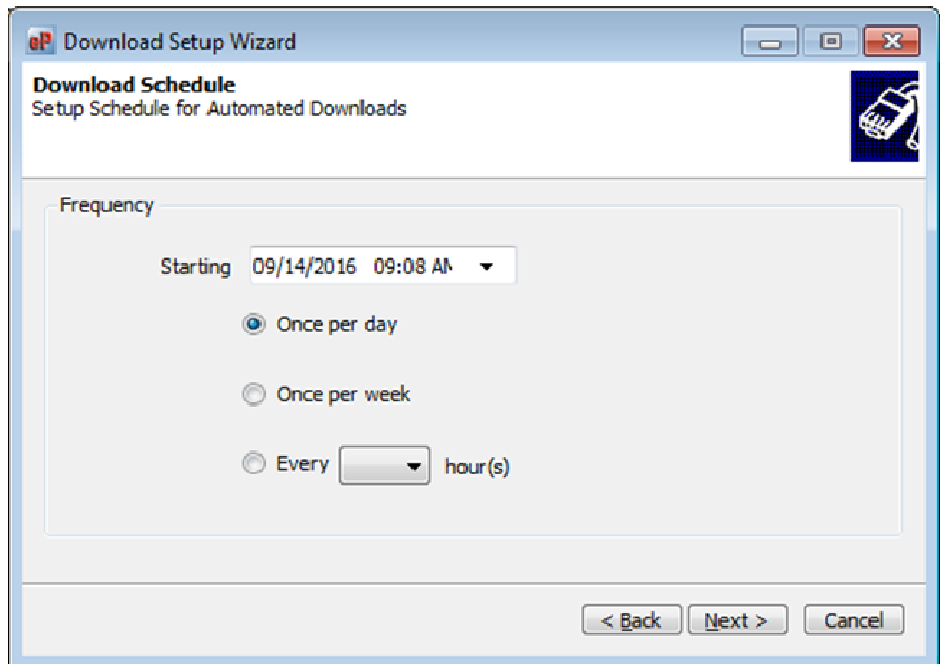 eP Download Setup Wizard
Download Schedule
Setup Schedule for Automated Downloads
Frequency
Starting 09/14/2016 09:08 AM
Once per day
Once per week
Every hour(s)
< Back Next > Cancel